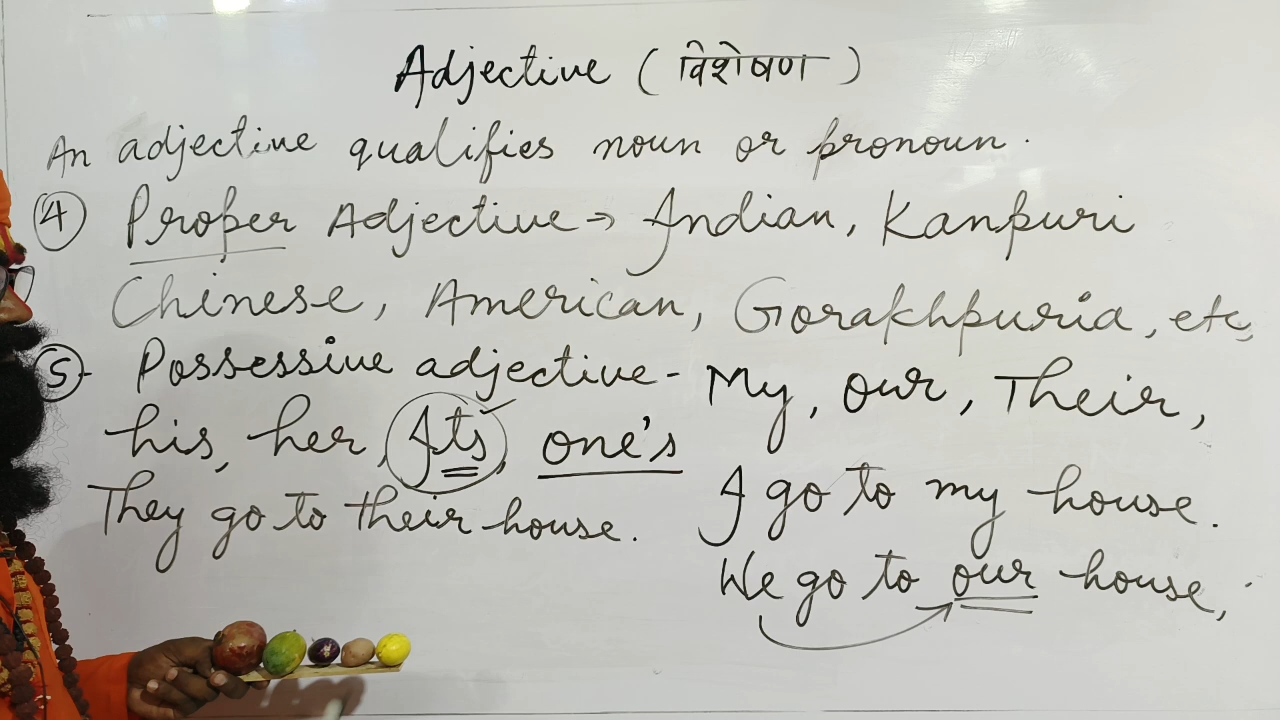 Adjective (विशेषण)
An adjective qualifies noun or pronoun.
4 Proper Adjective → Indian, Kanpuri
Chinese, American, Gorakhpuria, etc,
5 - Possessive adjective - My, our, Their,
his, her, Its, one's
They go to their house.
I go to my house.
We go to our house,